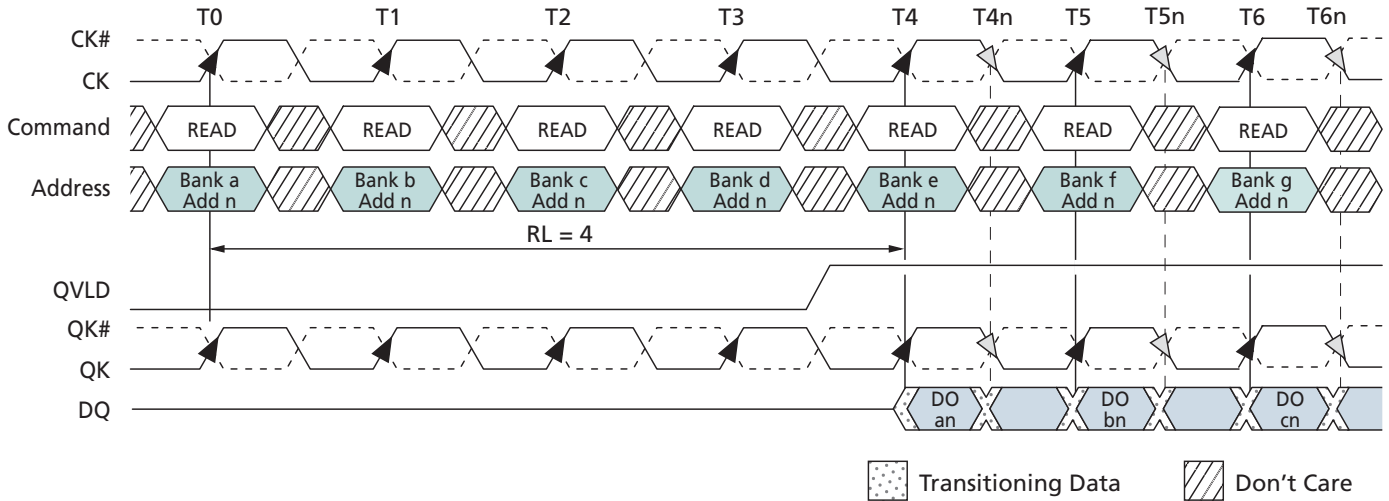 T0 T1 T2 T3 T4 T4n T5 T5n T6 T6n
CK#
CK
Command READ READ READ READ READ READ READ
Address Bank a Add n Bank b Add n Bank c Add n Bank d Add n Bank e Add n Bank f Add n Bank g Add n
RL = 4
QVLD
QK#
QK
DQ DO an DO bn DO cn
Transitioning Data Don't Care